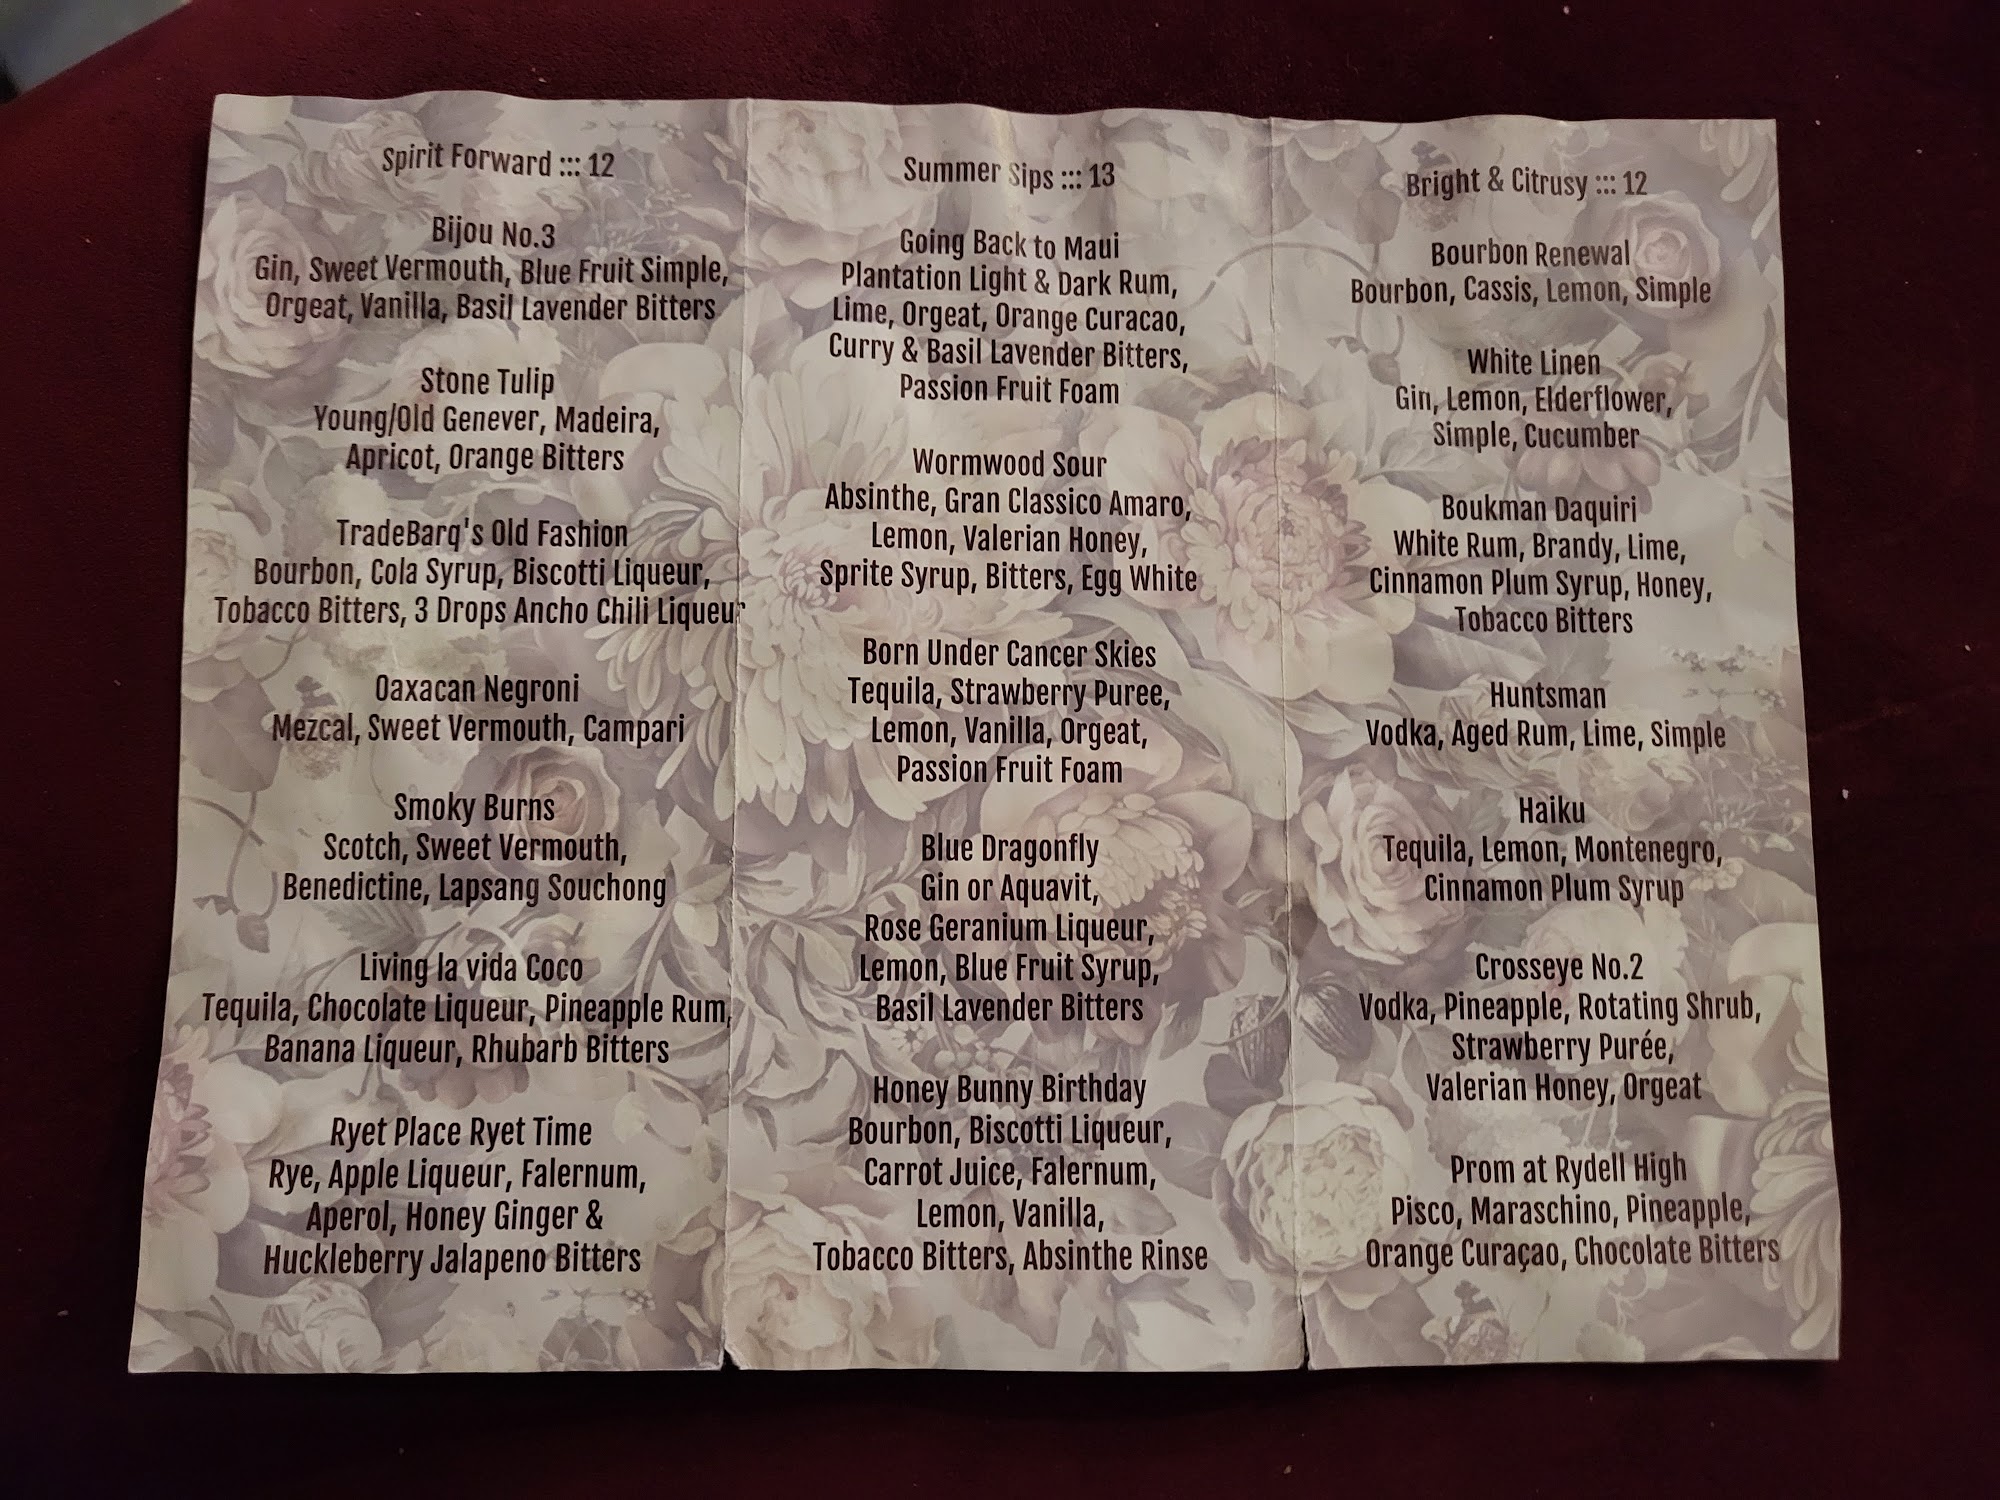 Spirit Forward ::: 12
Bijou No.3
Gin, Sweet Vermouth, Blue Fruit Simple,
Orgeat, Vanilla, Basil Lavender Bitters
Stone Tulip
Young/Old Genever, Madeira,
Apricot, Orange Bitters
TradeBarq's Old Fashion
Bourbon, Cola Syrup, Biscotti Liqueur,
Tobacco Bitters, 3 Drops Ancho Chili Liqueur
Oaxacan Negroni
Mezcal, Sweet Vermouth, Campari
Smoky Burns
Scotch, Sweet Vermouth,
Benedictine, Lapsang Souchong
Living la vida Coco
Tequila, Chocolate Liqueur, Pineapple Rum,
Banana Liqueur, Rhubarb Bitters
Ryet Place Ryet Time
Rye, Apple Liqueur, Falernum,
Aperol, Honey Ginger &
Huckleberry Jalapeno Bitters
Summer Sips ::: 13
Going Back to Maui
Plantation Light & Dark Rum,
Lime, Orgeat, Orange Curacao,
Curry & Basil Lavender Bitters,
Passion Fruit Foam
Wormwood Sour
Absinthe, Gran Classico Amaro,
Lemon, Valerian Honey,
Sprite Syrup, Bitters, Egg White
Born Under Cancer Skies
Tequila, Strawberry Puree,
Lemon, Vanilla, Orgeat,
Passion Fruit Foam
Blue Dragonfly
Gin or Aquavit,
Rose Geranium Liqueur,
Lemon, Blue Fruit Syrup,
Basil Lavender Bitters
Honey Bunny Birthday
Bourbon, Biscotti Liqueur,
Carrot Juice, Falernum,
Lemon, Vanilla,
Tobacco Bitters, Absinthe Rinse
Bright & Citrusy ::: 12
Bourbon Renewal
Bourbon, Cassis, Lemon, Simple
White Linen
Gin, Lemon, Elderflower,
Simple, Cucumber
Boukman Daquiri
White Rum, Brandy, Lime,
Cinnamon Plum Syrup, Honey,
Tobacco Bitters
Huntsman
Vodka, Aged Rum, Lime, Simple
Haiku
Tequila, Lemon, Montenegro,
Cinnamon Plum Syrup
Crosseye No.2
Vodka, Pineapple, Rotating Shrub,
Strawberry Purée,
Valerian Honey, Orgeat
Prom at Rydell High
Pisco, Maraschino, Pineapple,
Orange Curaçao, Chocolate Bitters